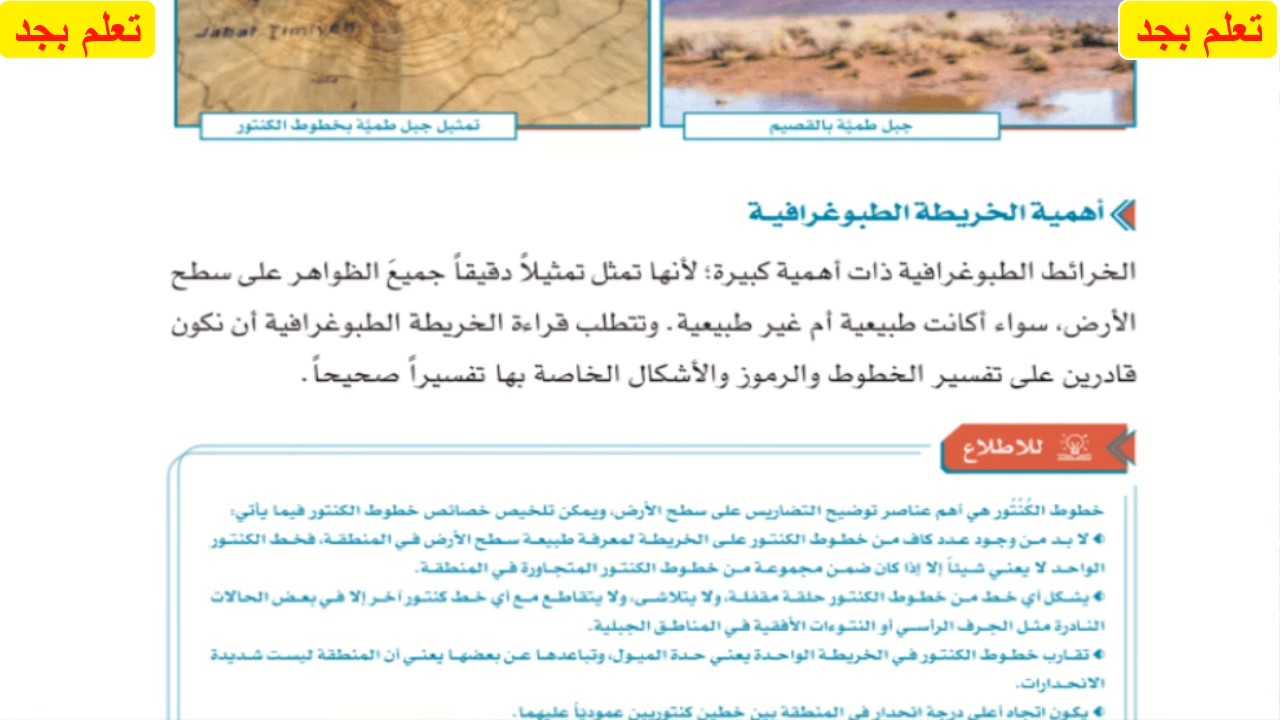 تعلم بجد
تعلم بجد
Jabal Timiyeh
جبل طميَّة بالقصيم
تمثيل جبل طميَّة بخطوط الكنتور
أهمية الخريطة الطبوغرافية
الخرائط الطبوغرافية ذات أهمية كبيرة؛ لأنها تمثل تمثيلاً دقيقاً جميعَ الظواهر على سطح
الأرض، سواء أكانت طبيعية أم غير طبيعية. وتتطلب قراءة الخريطة الطبوغرافية أن نكون
قادرين على تفسير الخطوط والرموز والأشكال الخاصة بها تفسيراً صحيحاً.
للاطلاع
خطوط الكُنْتُور هي أهم عناصر توضيح التضاريس على سطح الأرض، ويمكن تلخيص خصائص خطوط الكنتور فيما يأتي:
لا بد من وجود عدد كاف من خطوط الكنتور على الخريطة لمعرفة طبيعة سطح الأرض في المنطقة، فخط الكنتور
الواحد لا يعني شيئاً إلا إذا كان ضمن مجموعة من خطوط الكنتور المتجاورة في المنطقة.
يشكل أي خط من خطوط الكنتور حلقة مقفلة، ولا يتلاشى، ولا يتقاطع مع أي خط كنتور آخر إلا في بعض الحالات
النادرة مثل الجرف الرأسي أو النتوءات الأفقية في المناطق الجبلية.
تقارب خطوط الكنتور في الخريطة الواحدة يعني حدة الميول، وتباعدها عن بعضها يعني أن المنطقة ليست شديدة
الانحدارات.
يكون اتجاه أعلى درجة انحدار في المنطقة بين خطين كنتوريين عموديّاً عليهما.